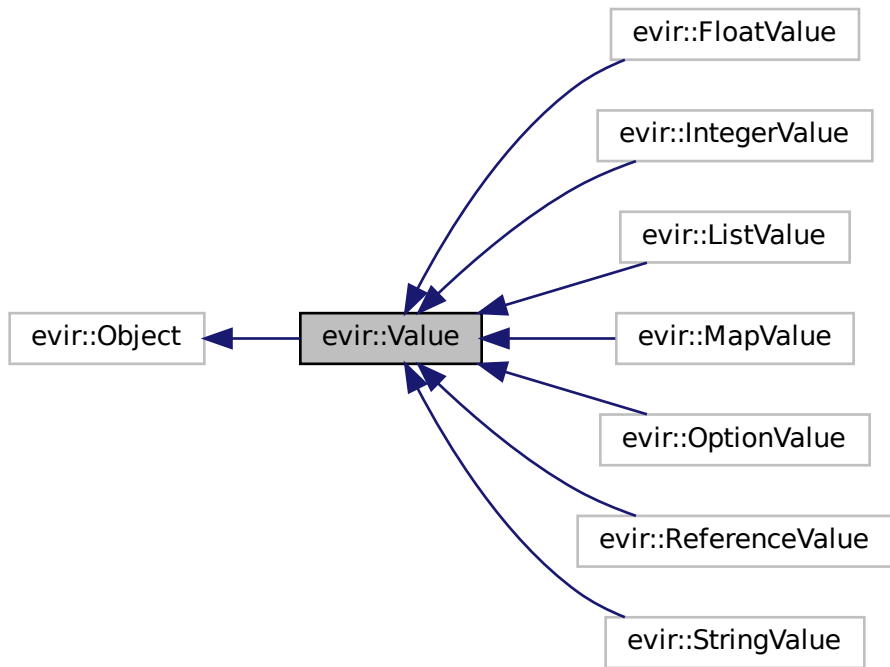 evir::FloatValue
evir::IntegerValue
evir::ListValue
evir::Object
evir::Value
evir::MapValue
evir::OptionValue
evir::ReferenceValue
evir::StringValue